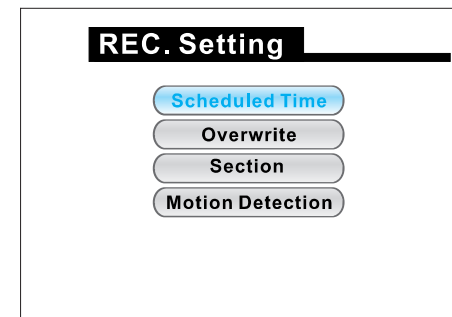 REC. Setting
Scheduled Time
Overwrite
Section
Motion Detection